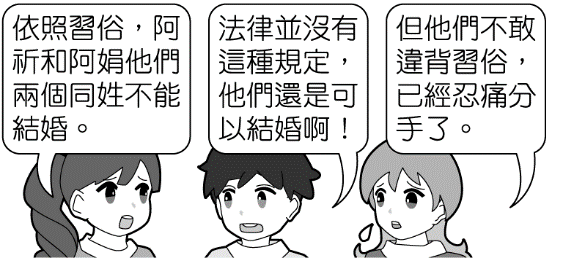 依照習俗，阿
祈和阿娟他們
兩個同姓不能
結婚。
法律並沒有
這種規定，
他們還是可
以結婚啊！
但他們不敢
違背習俗，
已經忍痛分
手了。